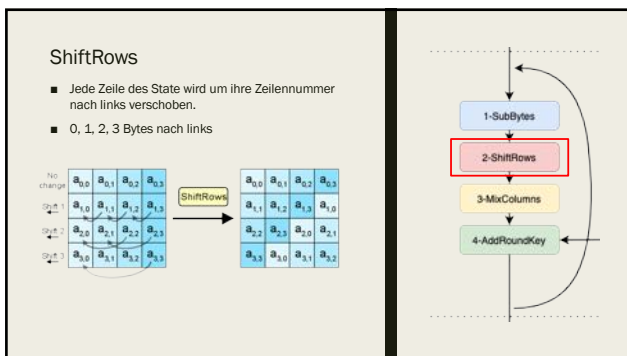 ShiftRows
■ Jede Zeile des State wird um ihre Zeilennummer
nach links verschoben.
■ 0, 1, 2, 3 Bytes nach links
No
change
a0,0 a0,1 a0,2 a0,3
Shift 1
a1,0 a1,1 a1,2 a1,3
Shift 2
a2,0 a2,1 a2,2 a2,3
Shift 3
a3,0 a3,1 a3,2 a3,3
ShiftRows
a0,0 a0,1 a0,2 a0,3
a1,1 a1,2 a1,3 a1,0
a2,2 a2,3 a2,0 a2,1
a3,3 a3,0 a3,1 a3,2
1-SubBytes
2-ShiftRows
3-MixColumns
4-AddRoundKey